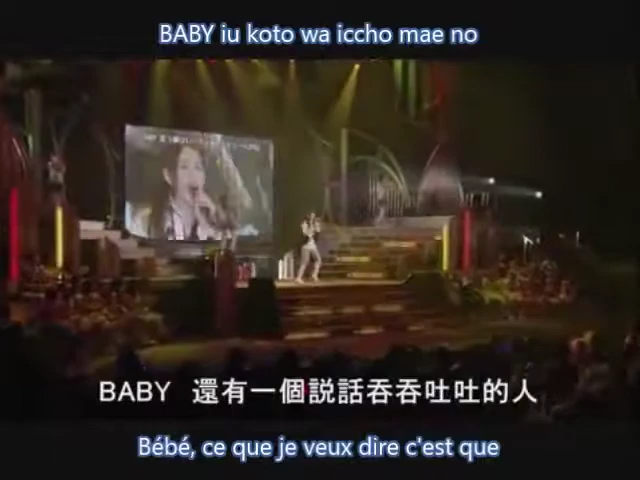 BABY iu koto wa iccho mae no
BABY 還有一個說話吞吞吐吐的人
Bébé, ce que je veux dire c'est que